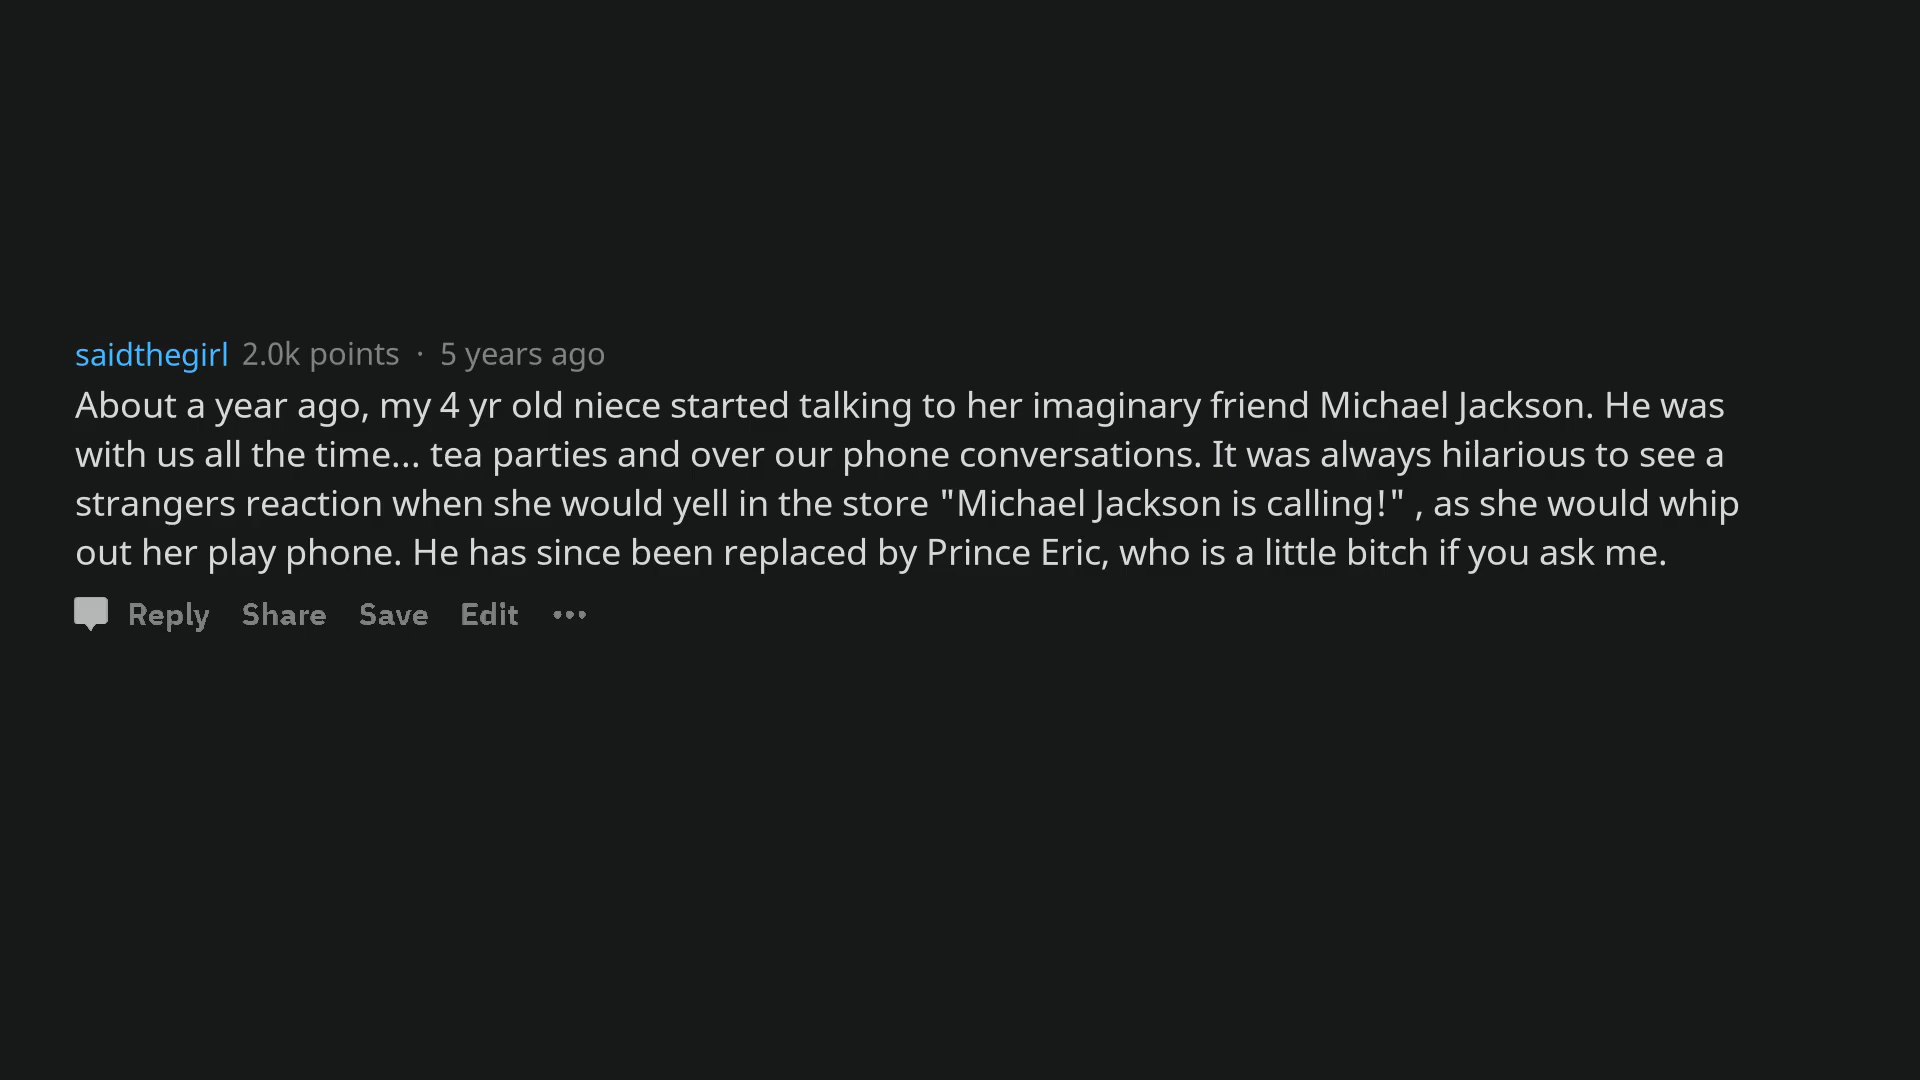 saidthegirl 2.0k points · 5 years ago
About a year ago, my 4 yr old niece started talking to her imaginary friend Michael Jackson. He was
with us all the time... tea parties and over our phone conversations. It was always hilarious to see a
strangers reaction when she would yell in the store "Michael Jackson is calling!" , as she would whip
out her play phone. He has since been replaced by Prince Eric, who is a little bitch if you ask me.
Reply Share Save Edit •••